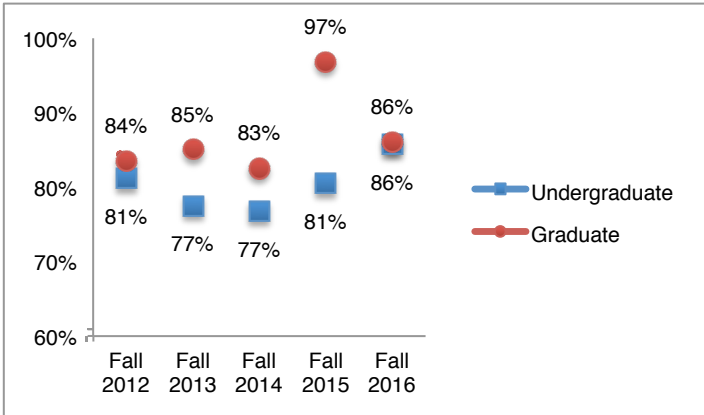 100%
90%
80%
70%
60%
84%
85%
83%
97%
86%
81%
77%
77%
81%
86%
Fall
2012
Fall
2013
Fall
2014
Fall
2015
Fall
2016
Undergraduate
Graduate